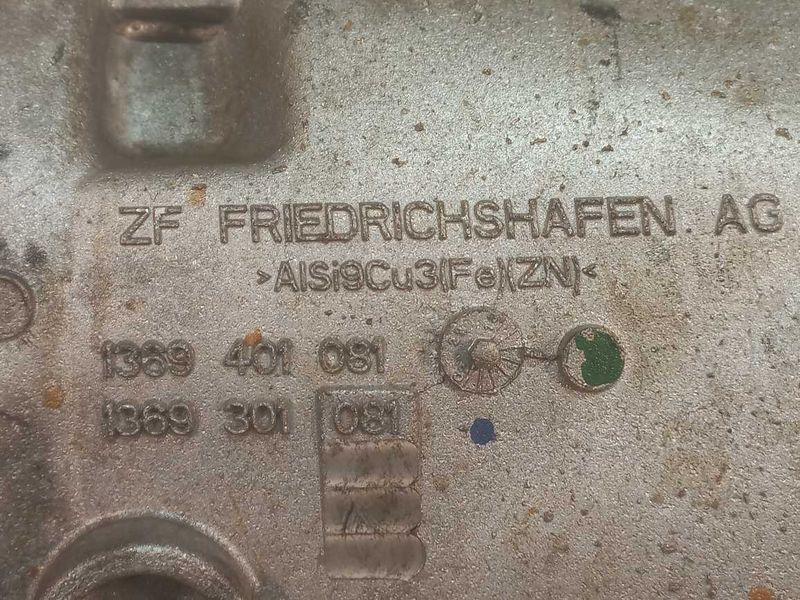 ZF FRIEDRICHSHAFEN AG
>AlSi9Cu3(Fe)(ZN)<
1369 401 081
1369 301 081